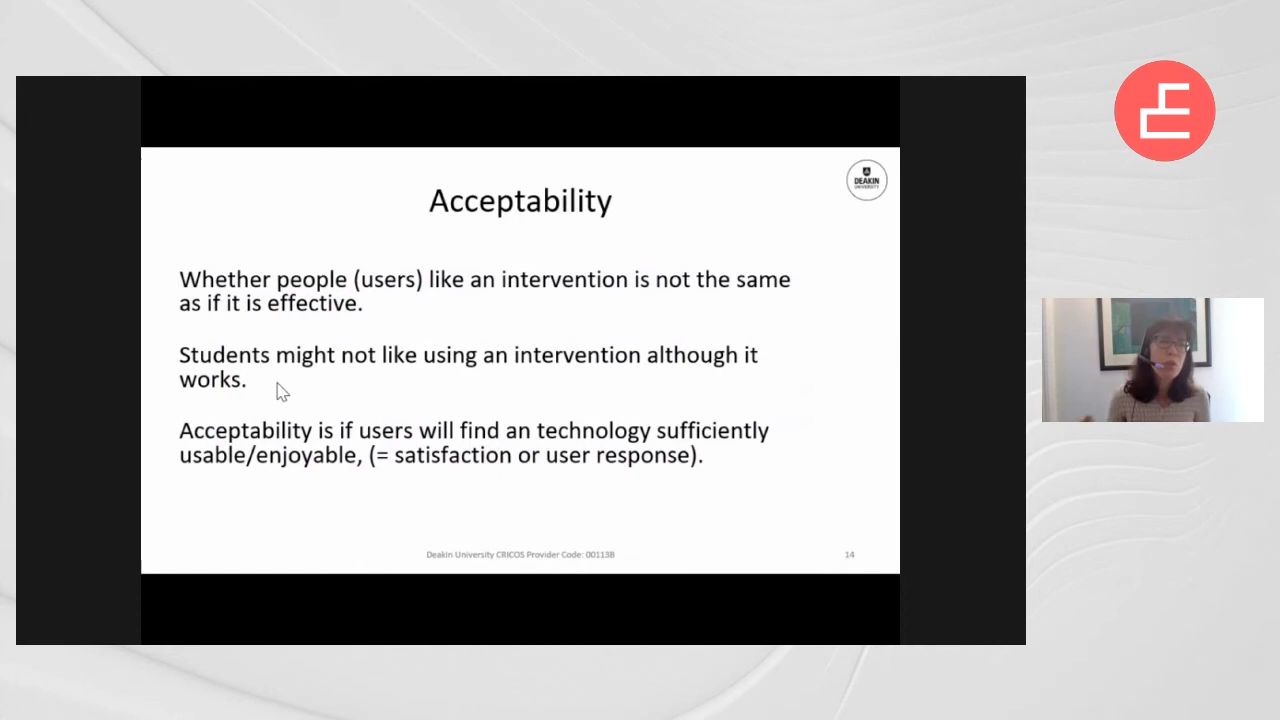 DEAKIN
UNIVERSITY
Acceptability
Whether people (users) like an intervention is not the same
as if it is effective.
Students might not like using an intervention although it
works.
Acceptability is if users will find an technology sufficiently
usable/enjoyable, (= satisfaction or user response).
Deakin University CRICOS Provider Code: 00113B
14